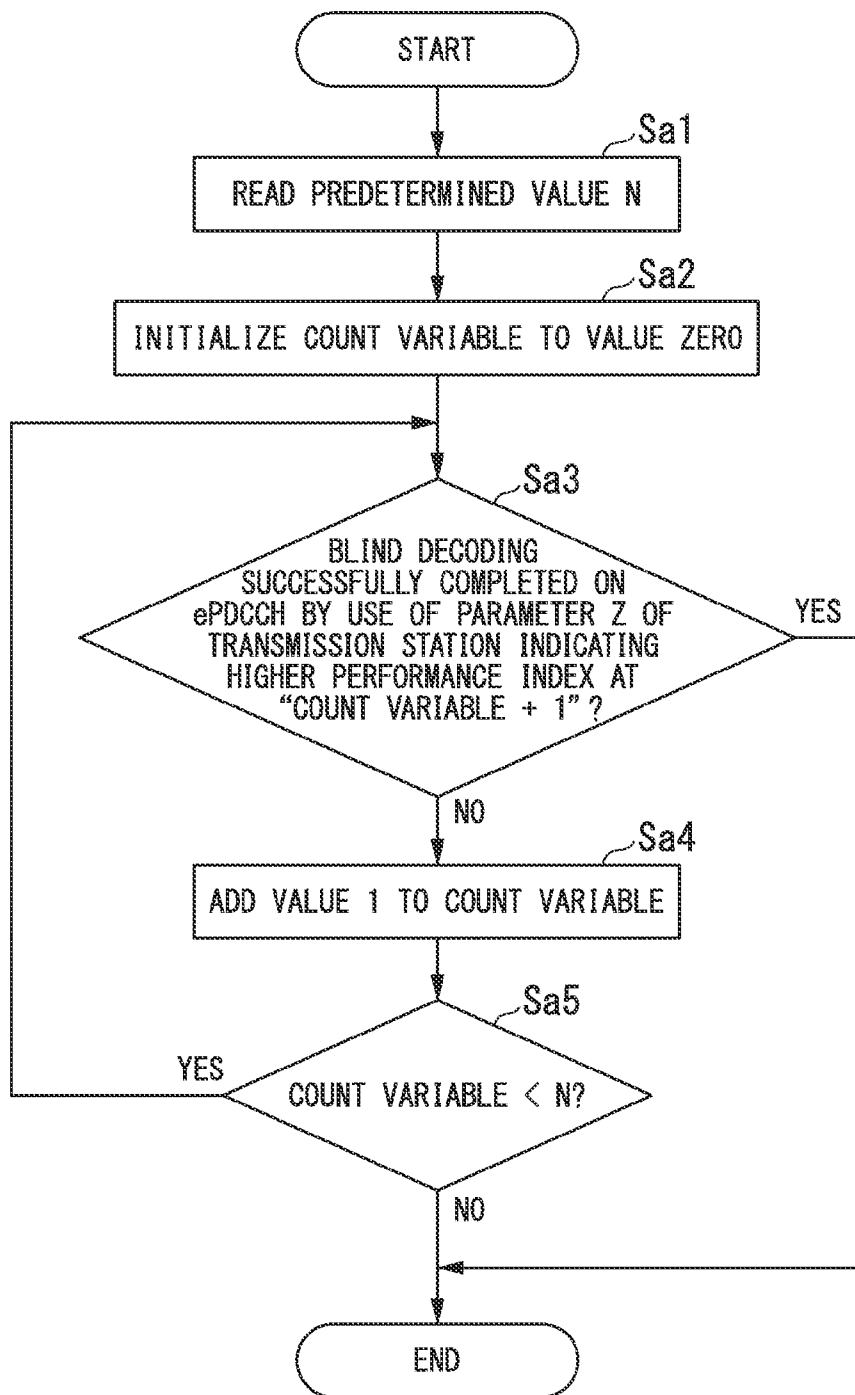 START
Sa1
READ PREDETERMINED VALUE N
Sa2
INITIALIZE COUNT VARIABLE TO VALUE ZERO
Sa3
BLIND DECODING
SUCCESSFULLY COMPLETED ON
ePDCCH BY USE OF PARAMETER Z OF
TRANSMISSION STATION INDICATING
HIGHER PERFORMANCE INDEX AT
“COUNT VARIABLE + 1”?
YES
NO
Sa4
ADD VALUE 1 TO COUNT VARIABLE
Sa5
YES
COUNT VARIABLE < N?
NO
END